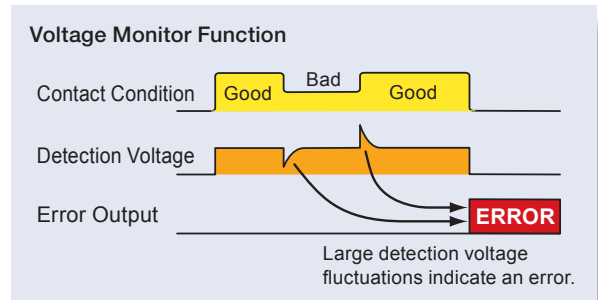 Voltage Monitor Function
Contact Condition
Good
Bad
Good
Detection Voltage
Error Output
ERROR
Large detection voltage
fluctuations indicate an error.